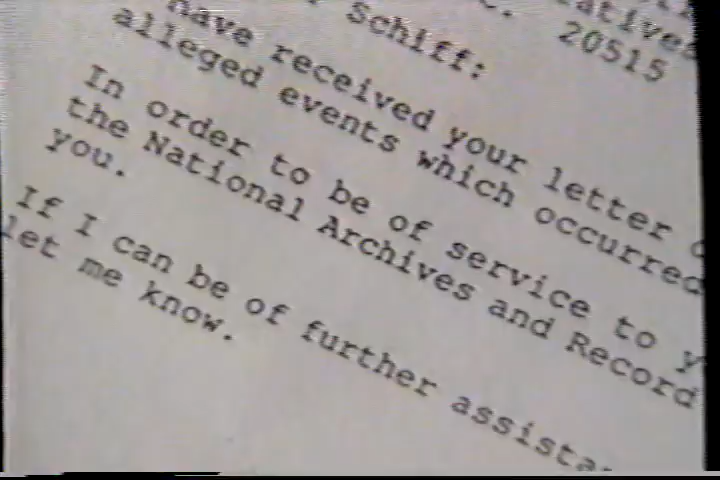 atives
20515
Schiff:
have received your letter
alleged events which occurred
In order to be of service to y
the National Archives and Record
you.
If I can be of further assista
let me know.